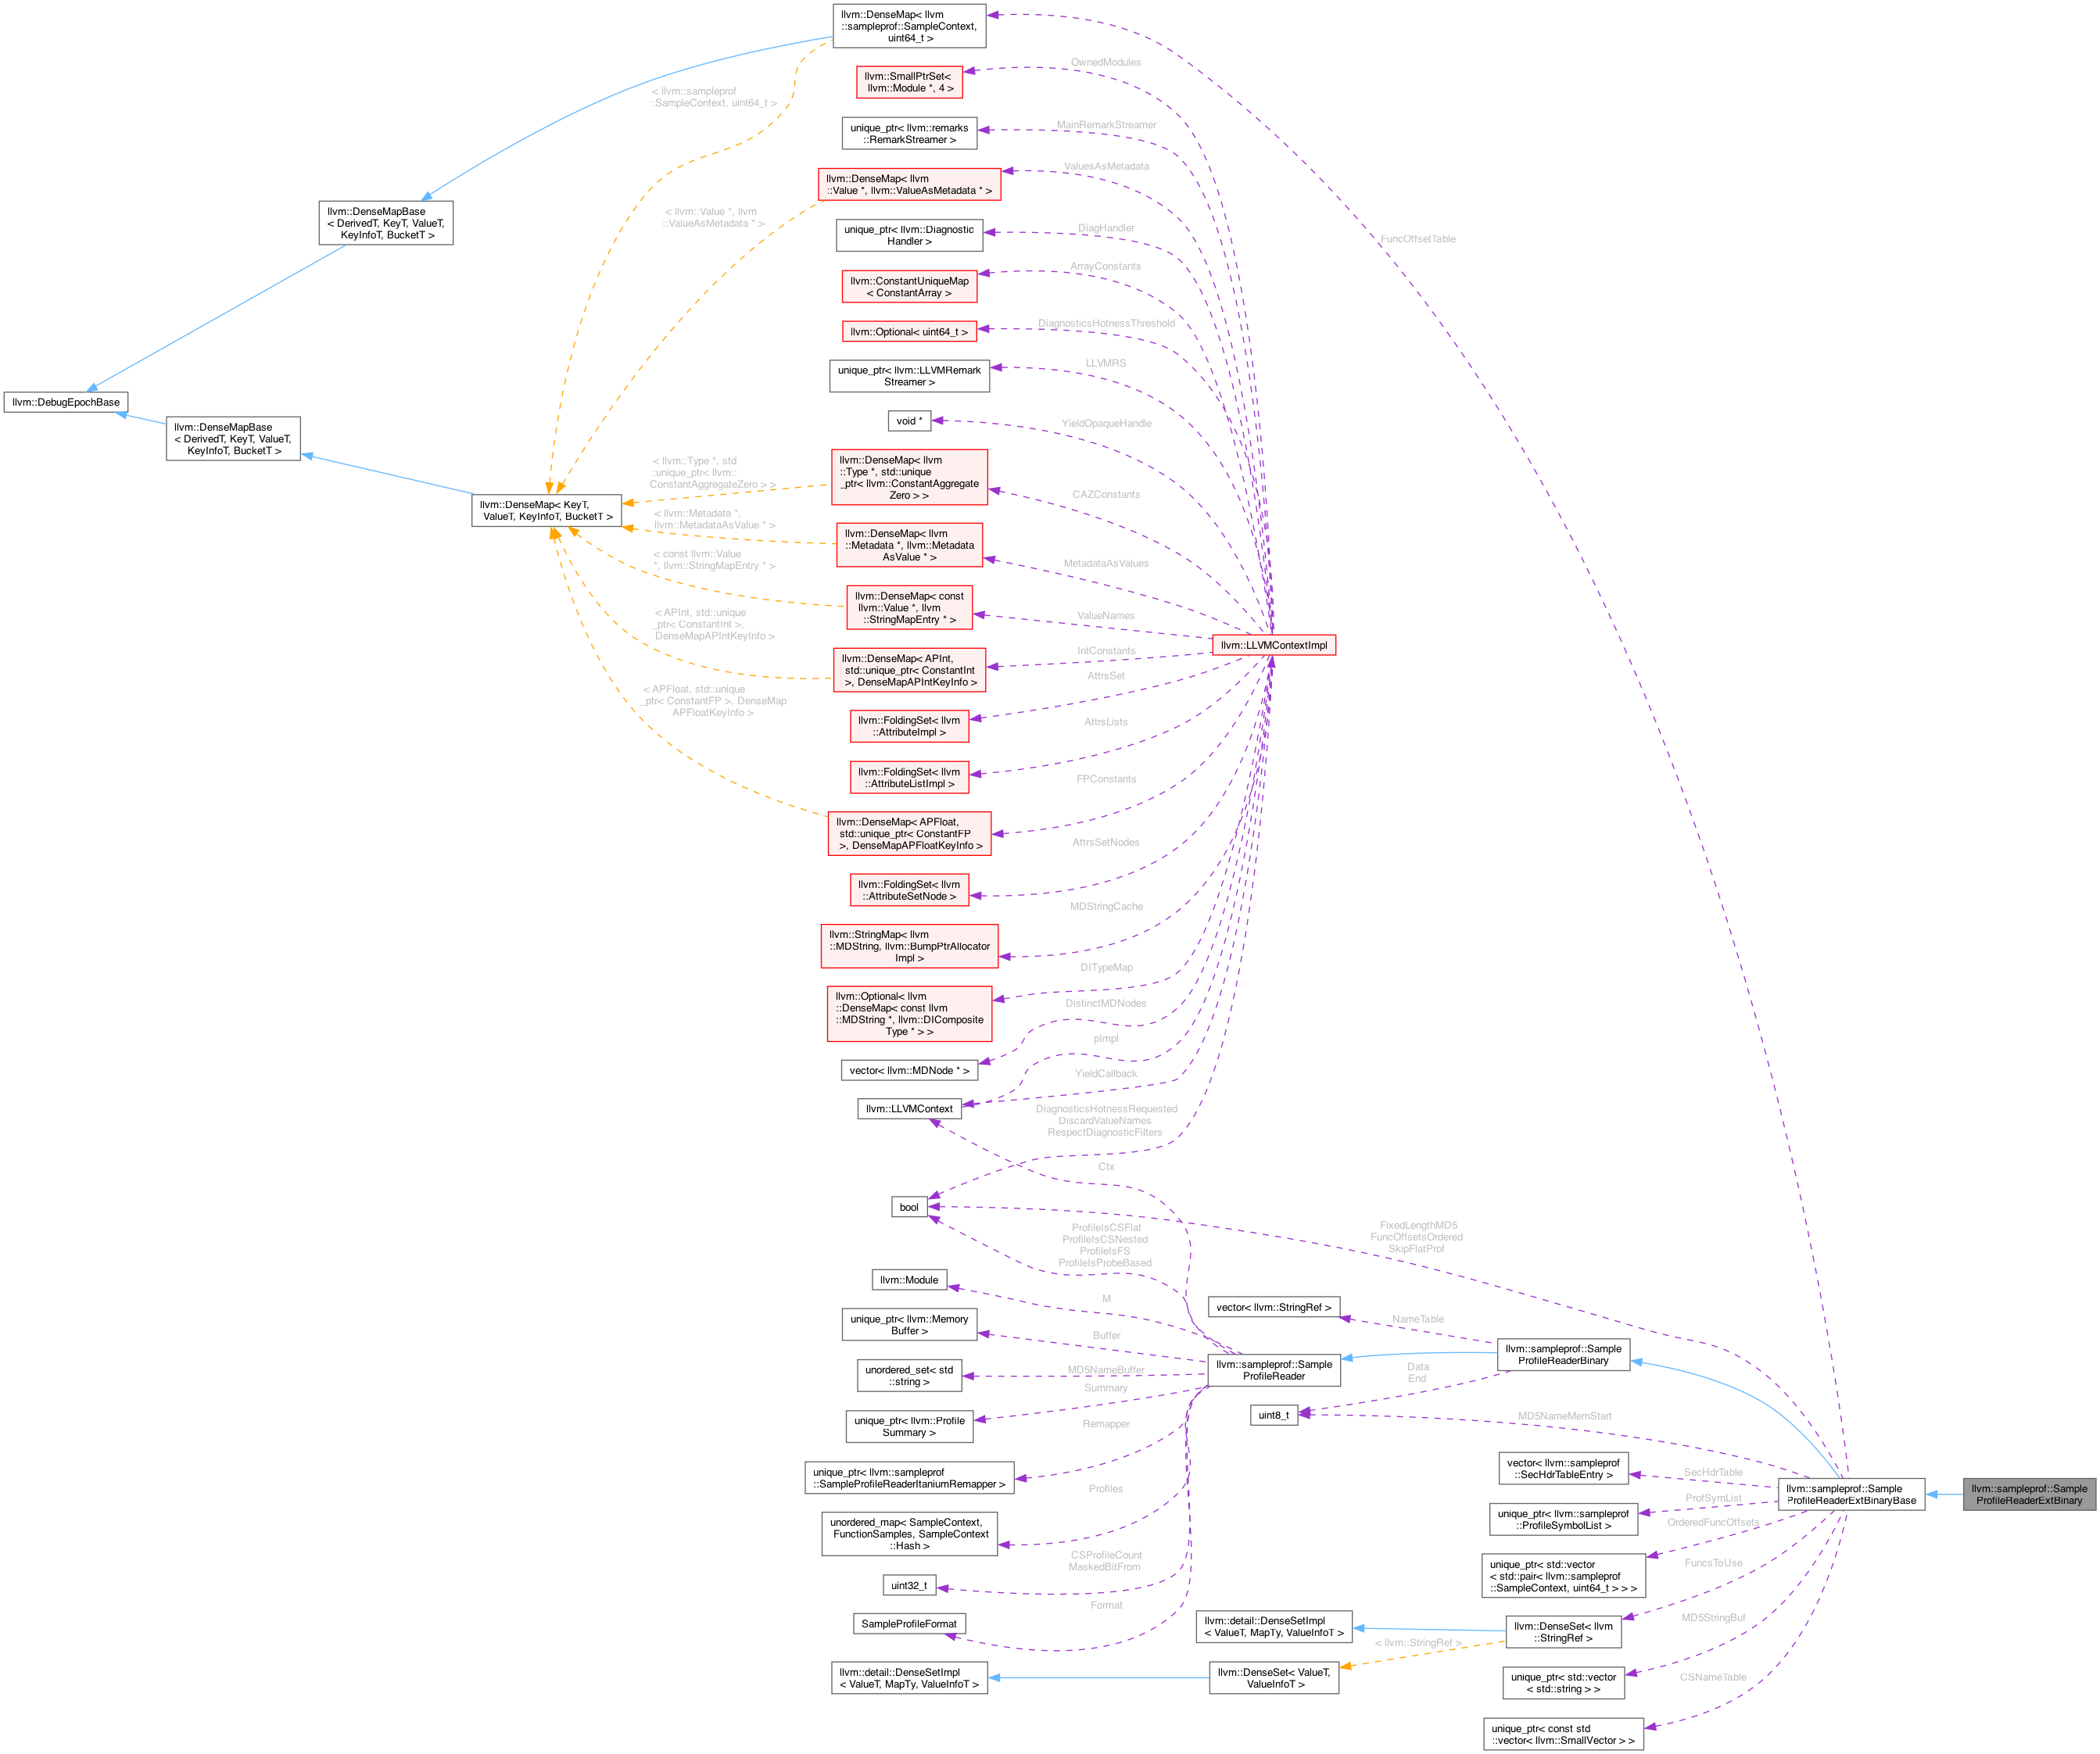 llvm::DenseMap< llvm
::sampleprof::SampleContext,
uint64_t >
OwnedModules
llvm::SmallPtrSet<
llvm::Module *, 4 >
< llvm::sampleprof
::SampleContext, uint64_t >
MainRemarkStreamer
unique_ptr< llvm::remarks
::RemarkStreamer >
ValuesAsMetadata
llvm::DenseMap< llvm
::Value *, llvm::ValueAsMetadata * >
llvm::DenseMapBase
< DerivedT, KeyT, ValueT,
KeyInfoT, BucketT >
< llvm::Value *, llvm
::ValueAsMetadata * >
unique_ptr< llvm::Diagnostic
Handler >
DiagHandler
FuncOffsetTable
ArrayConstants
llvm::ConstantUniqueMap
< ConstantArray >
DiagnosticsHotnessThreshold
llvm::Optional< uint64_t >
LLVMRS
unique_ptr< llvm::LLVMRemark
Streamer >
llvm::DebugEpochBase
void *
YieldOpaqueHandle
llvm::DenseMapBase
< DerivedT, KeyT, ValueT,
KeyInfoT, BucketT >
< llvm::Type *, std
::unique_ptr< llvm::
ConstantAggregateZero > >
llvm::DenseMap< llvm
::Type *, std::unique
_ptr< llvm::ConstantAggregate
Zero > >
CAZConstants
llvm::DenseMap< KeyT,
ValueT, KeyInfoT, BucketT >
< llvm::Metadata *,
llvm::MetadataAsValue * >
llvm::DenseMap< llvm
::Metadata *, llvm::Metadata
AsValue * >
MetadataAsValues
< const llvm::Value
*, llvm::StringMapEntry * >
llvm::DenseMap< const
llvm::Value *, llvm
::StringMapEntry * >
ValueNames
< APInt, std::unique
_ptr< ConstantInt >,
DenseMapAPIntKeyInfo >
llvm::LLVMContextImpl
IntConstants
llvm::DenseMap< APInt,
std::unique_ptr< ConstantInt
>, DenseMapAPIntKeyInfo >
AttrsSet
< APFloat, std::unique
_ptr< ConstantFP >, DenseMap
APFloatKeyInfo >
llvm::FoldingSet< llvm
::AttributeImpl >
AttrsLists
llvm::FoldingSet< llvm
::AttributeListImpl >
FPConstants
llvm::DenseMap< APFloat,
std::unique_ptr< ConstantFP
>, DenseMapAPFloatKeyInfo >
AttrsSetNodes
llvm::FoldingSet< llvm
::AttributeSetNode >
MDStringCache
llvm::StringMap< llvm
::MDString, llvm::BumpPtrAllocator
Impl >
DITypeMap
llvm::Optional< llvm
::DenseMap< const llvm
::MDString *, llvm::DIComposite
Type * > >
DistinctMDNodes
pImpl
vector< llvm::MDNode * >
YieldCallback
llvm::LLVMContext
DiagnosticsHotnessRequested
DiscardValueNames
RespectDiagnosticFilters
Ctx
bool
ProfileIsCSFlat
ProfileIsCSNested
ProfileIsFS
ProfileIsProbeBased
FixedLengthMD5
FuncOffsetsOrdered
SkipFlatProf
llvm::Module
M
vector< llvm::StringRef >
NameTable
unique_ptr< llvm::Memory
Buffer >
Buffer
llvm::sampleprof::Sample
ProfileReaderBinary
llvm::sampleprof::Sample
ProfileReader
Data
End
unordered_set< std
::string >
MD5NameBuffer
Summary
uint8_t
MD5NameMemStart
unique_ptr< llvm::Profile
Summary >
Remapper
unique_ptr< llvm::sampleprof
::SampleProfileReaderItaniumRemapper >
vector< llvm::sampleprof
::SecHdrTableEntry >
SecHdrTable
Profiles
llvm::sampleprof::Sample
ProfileReaderExtBinaryBase
llvm::sampleprof::Sample
ProfileReaderExtBinary
ProfSymList
unique_ptr< llvm::sampleprof
::ProfileSymbolList >
OrderedFuncOffsets
unordered_map< SampleContext,
FunctionSamples, SampleContext
::Hash >
CSProfileCount
MaskedBitFrom
unique_ptr< std::vector
< std::pair< llvm::sampleprof
::SampleContext, uint64_t > > >
FuncsToUse
uint32_t
Format
SampleProfileFormat
llvm::detail::DenseSetImpl
< ValueT, MapTy, ValueInfoT >
llvm::DenseSet< llvm
::StringRef >
MD5StringBuf
< llvm::StringRef >
llvm::detail::DenseSetImpl
< ValueT, MapTy, ValueInfoT >
llvm::DenseSet< ValueT,
ValueInfoT >
unique_ptr< std::vector
< std::string > >
CSNameTable
unique_ptr< const std
::vector< llvm::SmallVector > >